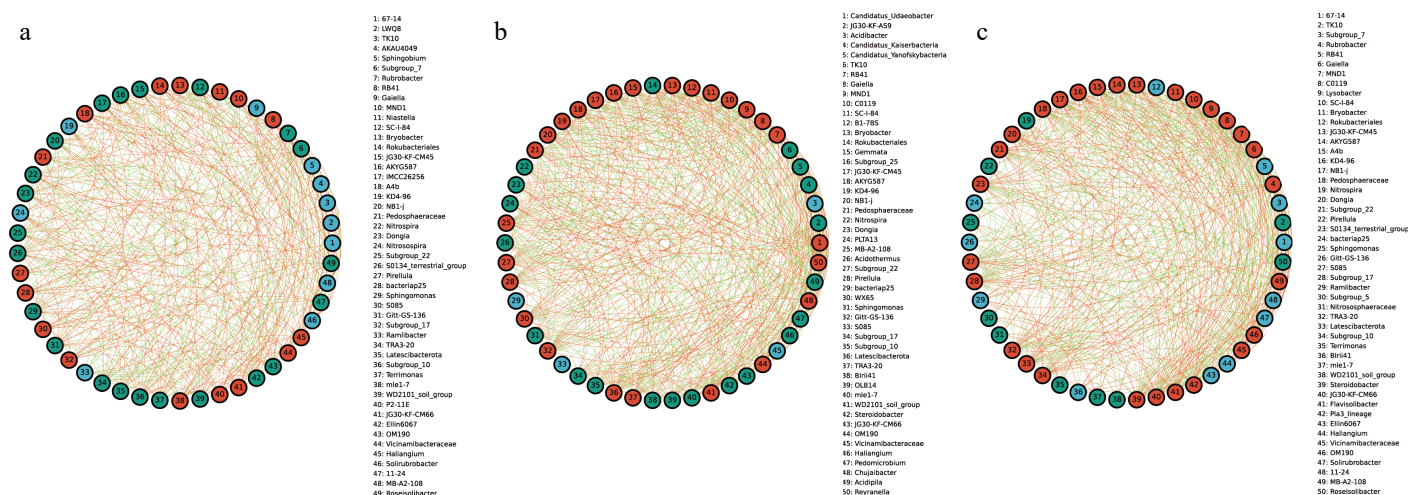 a
1: 67-14
2: LWQ8
3: TK10
4: AKAU4049
5: Sphingobium
6: Subgroup_7
7: Rubrobacter
8: RB41
9: Gaiella
10: MND1
11: Niastella
12: SC-I-84
13: Bryobacter
14: Rokubacteriales
15: JG30-KF-CM45
16: AKYG587
17: IMCC26256
18: A4b
19: KD4-96
20: NB1-j
21: Pedosphaeraceae
22: Nitrospira
23: Dongia
24: Nitrosospira
25: Subgroup_22
26: S0134_terrestrial_group
27: Pirellula
28: bacteriap25
29: Sphingomonas
30: S085
31: Gitt-GS-136
32: Subgroup_17
33: Ramlibacter
34: TRA3-20
35: Latescibacterota
36: Subgroup_10
37: Terrimonas
38: mle1-7
39: WD2101_soil_group
40: P2-11E
41: JG30-KF-CM66
42: Ellin6067
43: OM190
44: Vicinamibacteraceae
45: Haliangium
46: Solirubrobacter
47: 11-24
48: MB-A2-108
49: Roseisolibacter
b
1: Candidatus_Udaeobacter
2: JG30-KF-AS9
3: Acidibacter
4: Candidatus_Kaiserbacteria
5: Candidatus_Yanofskybacteria
6: TK10
7: RB41
8: Gaiella
9: MND1
10: C0119
11: SC-I-84
12: B1-7BS
13: Bryobacter
14: Rokubacteriales
15: Gemmata
16: Subgroup_25
17: JG30-KF-CM45
18: AKYG587
19: KD4-96
20: NB1-j
21: Pedosphaeraceae
22: Nitrospira
23: Dongia
24: PLTA13
25: MB-A2-108
26: Acidothermus
27: Subgroup_22
28: Pirellula
29: bacteriap25
30: WX65
31: Sphingomonas
32: Gitt-GS-136
33: S085
34: Subgroup_17
35: Subgroup_10
36: Latescibacterota
37: TRA3-20
38: BIrii41
39: OLB14
40: mle1-7
41: WD2101_soil_group
42: Steroidobacter
43: JG30-KF-CM66
44: OM190
45: Vicinamibacteraceae
46: Haliangium
47: Pedomicrobium
48: Chujaibacter
49: Acidipila
50: Reyranella
c
1: 67-14
2: TK10
3: Subgroup_7
4: Rubrobacter
5: RB41
6: Gaiella
7: MND1
8: C0119
9: Lysobacter
10: SC-I-84
11: Bryobacter
12: Rokubacteriales
13: JG30-KF-CM45
14: AKYG587
15: A4b
16: KD4-96
17: NB1-j
18: Pedosphaeraceae
19: Nitrospira
20: Dongia
21: Subgroup_22
22: Pirellula
23: S0134_terrestrial_group
24: bacteriap25
25: Sphingomonas
26: Gitt-GS-136
27: S085
28: Subgroup_17
29: Ramlibacter
30: Subgroup_5
31: Nitrososphaeraceae
32: TRA3-20
33: Latescibacterota
34: Subgroup_10
35: Terrimonas
36: BIrii41
37: mle1-7
38: WD2101_soil_group
39: Steroidobacter
40: JG30-KF-CM66
41: Flavisolibacter
42: Pla3_lineage
43: Ellin6067
44: Haliangium
45: Vicinamibacteraceae
46: OM190
47: Solirubrobacter
48: 11-24
49: MB-A2-108
50: Roseisolibacter